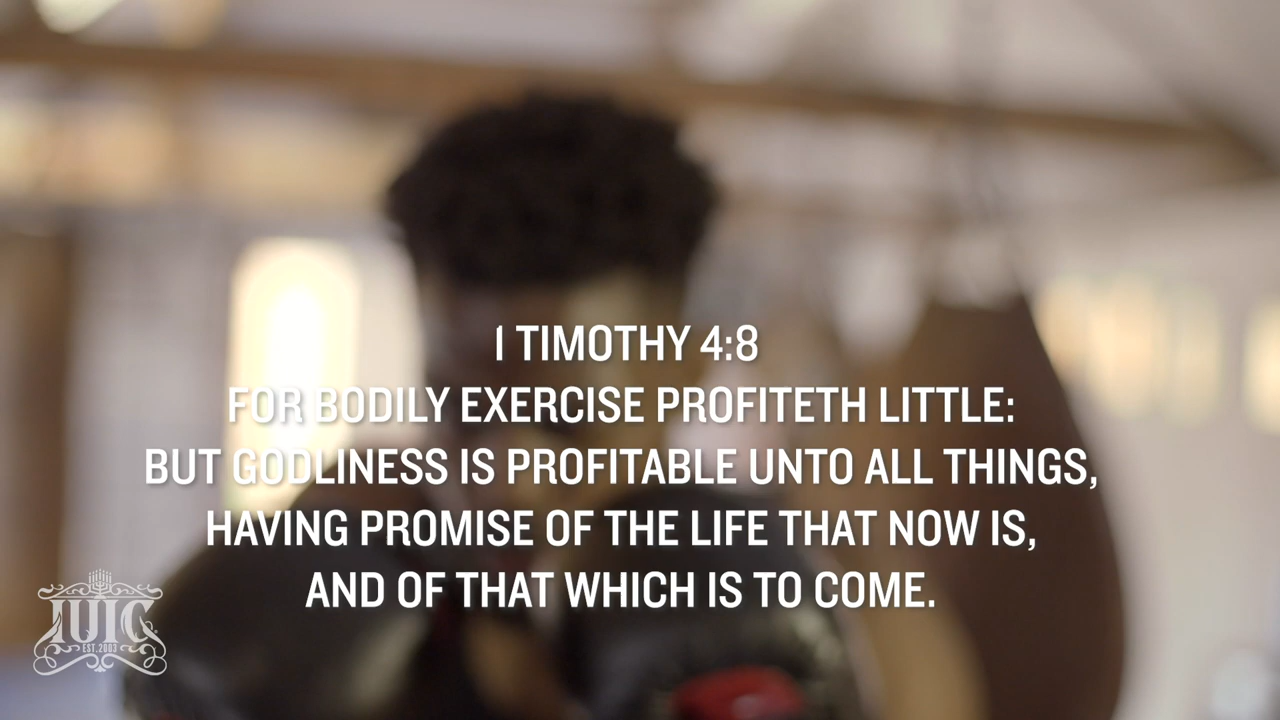 I TIMOTHY 4:8
FOR BODILY EXERCISE PROFITETH LITTLE:
BUT GODLINESS IS PROFITABLE UNTO ALL THINGS,
HAVING PROMISE OF THE LIFE THAT NOW IS,
AND OF THAT WHICH IS TO COME.
IUIC
EST. 2003